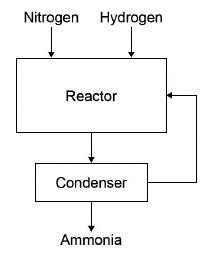 Nitrogen Hydrogen
Reactor
Condenser
Ammonia